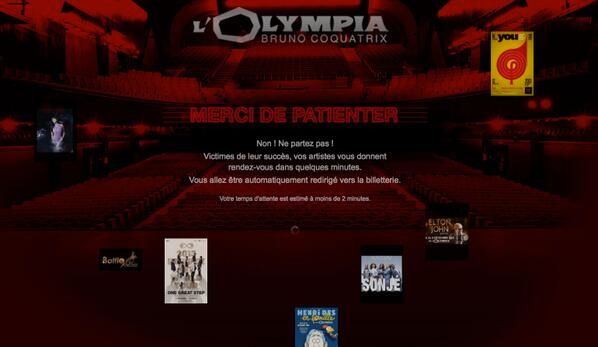 L'OLYMPIA
BRUNO COQUATRIX
MERCI DE PATIENTER
Non ! Ne partez pas !
Victimes de leur succès, vos artistes vous donnent
rendez-vous dans quelques minutes.
Vous allez être automatiquement redirigé vers la billetterie.
Votre temps d'attente est estimé à moins de 2 minutes.
ELTON
JOHN
ONE GREAT STEP
SONJE
HENRI DES
en famille